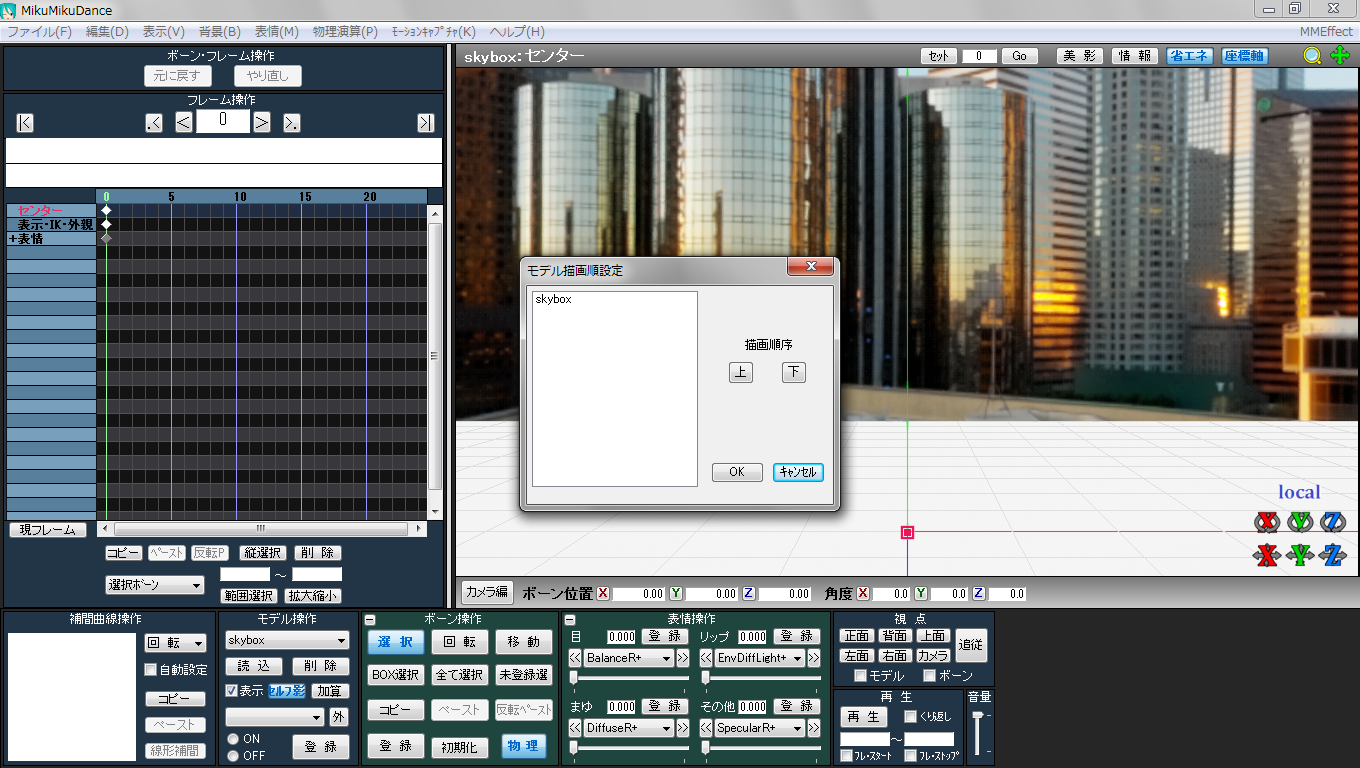 MikuMikuDance
ファイル(F) 編集(D) 表示(V) 背景(B) 表情(M) 物理演算(P) ﾓｰｼｮﾝｷｬﾌﾟﾁｬ(K) ヘルプ(H) MMEffect
ボーン・フレーム操作
元に戻す やり直し
フレーム操作
|< .< < 0 > >. >|
0 5 10 15 20
センター
表示・IK・外観
+表情
現フレーム
コピー ﾍﾟｰｽﾄ 反転P 縦選択 削 除
選択ﾎﾞｰﾝ ～
範囲選択 拡大縮小
skybox:センター ｾｯﾄ 0 Go 美 影 情 報 省エネ 座標軸
モデル描画順設定
skybox
描画順序
上 下
OK ｷｬﾝｾﾙ
local
X Y Z
X Y Z
カメラ編 ボーン位置 X 0.00 Y 0.00 Z 0.00 角度 X 0.0 Y 0.0 Z 0.0
補間曲線操作
回 転
自動設定
コピー
ペースト
線形補間
モデル操作
skybox
読 込 削 除
表示 ｾﾙﾌ影 加算
外
ON
OFF
登 録
ボーン操作
選 択 回 転 移 動
BOX選択 全て選択 未登録選
コピー ペースト 反転ﾍﾟｰｽﾄ
登 録 初期化 物 理
表情操作
目 0.000 登 録 リップ 0.000 登 録
<< BalanceR+ >> << EnvDiffLight+ >>
まゆ 0.000 登 録 その他 0.000 登 録
<< DiffuseR+ >> << SpecularR+ >>
視 点
正面 背面 上面 追従
左面 右面 カメラ
モデル ボーン
再 生
再 生 くり返し
～
ﾌﾚ･ｽﾀｰﾄ ﾌﾚ･ｽﾄｯﾌﾟ
音量